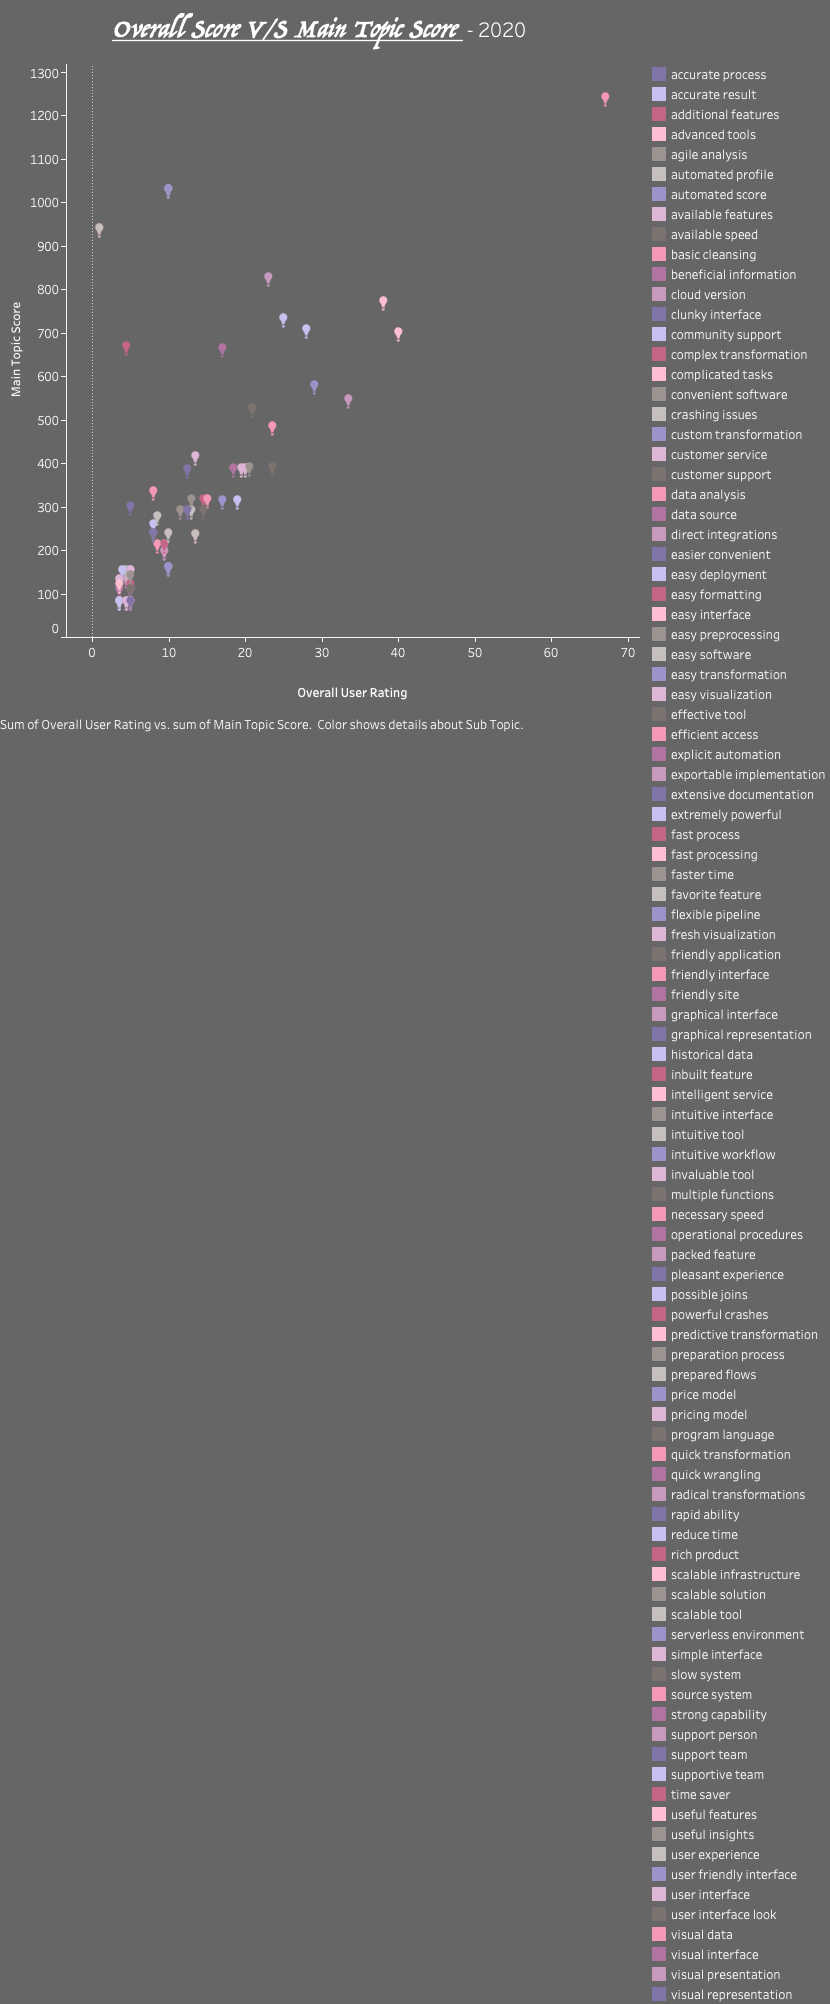 Overall Score V/S Main Topic Score - 2020
1300
1200
1100
1000
900
800
700
600
500
400
300
200
100
0
Main Topic Score
0 10 20 30 40 50 60 70
Overall User Rating
Sum of Overall User Rating vs. sum of Main Topic Score. Color shows details about Sub Topic.
accurate process
accurate result
additional features
advanced tools
agile analysis
automated profile
automated score
available features
available speed
basic cleansing
beneficial information
cloud version
clunky interface
community support
complex transformation
complicated tasks
convenient software
crashing issues
custom transformation
customer service
customer support
data analysis
data source
direct integrations
easier convenient
easy deployment
easy formatting
easy interface
easy preprocessing
easy software
easy transformation
easy visualization
effective tool
efficient access
explicit automation
exportable implementation
extensive documentation
extremely powerful
fast process
fast processing
faster time
favorite feature
flexible pipeline
fresh visualization
friendly application
friendly interface
friendly site
graphical interface
graphical representation
historical data
inbuilt feature
intelligent service
intuitive interface
intuitive tool
intuitive workflow
invaluable tool
multiple functions
necessary speed
operational procedures
packed feature
pleasant experience
possible joins
powerful crashes
predictive transformation
preparation process
prepared flows
price model
pricing model
program language
quick transformation
quick wrangling
radical transformations
rapid ability
reduce time
rich product
scalable infrastructure
scalable solution
scalable tool
serverless environment
simple interface
slow system
source system
strong capability
support person
support team
supportive team
time saver
useful features
useful insights
user experience
user friendly interface
user interface
user interface look
visual data
visual interface
visual presentation
visual representation